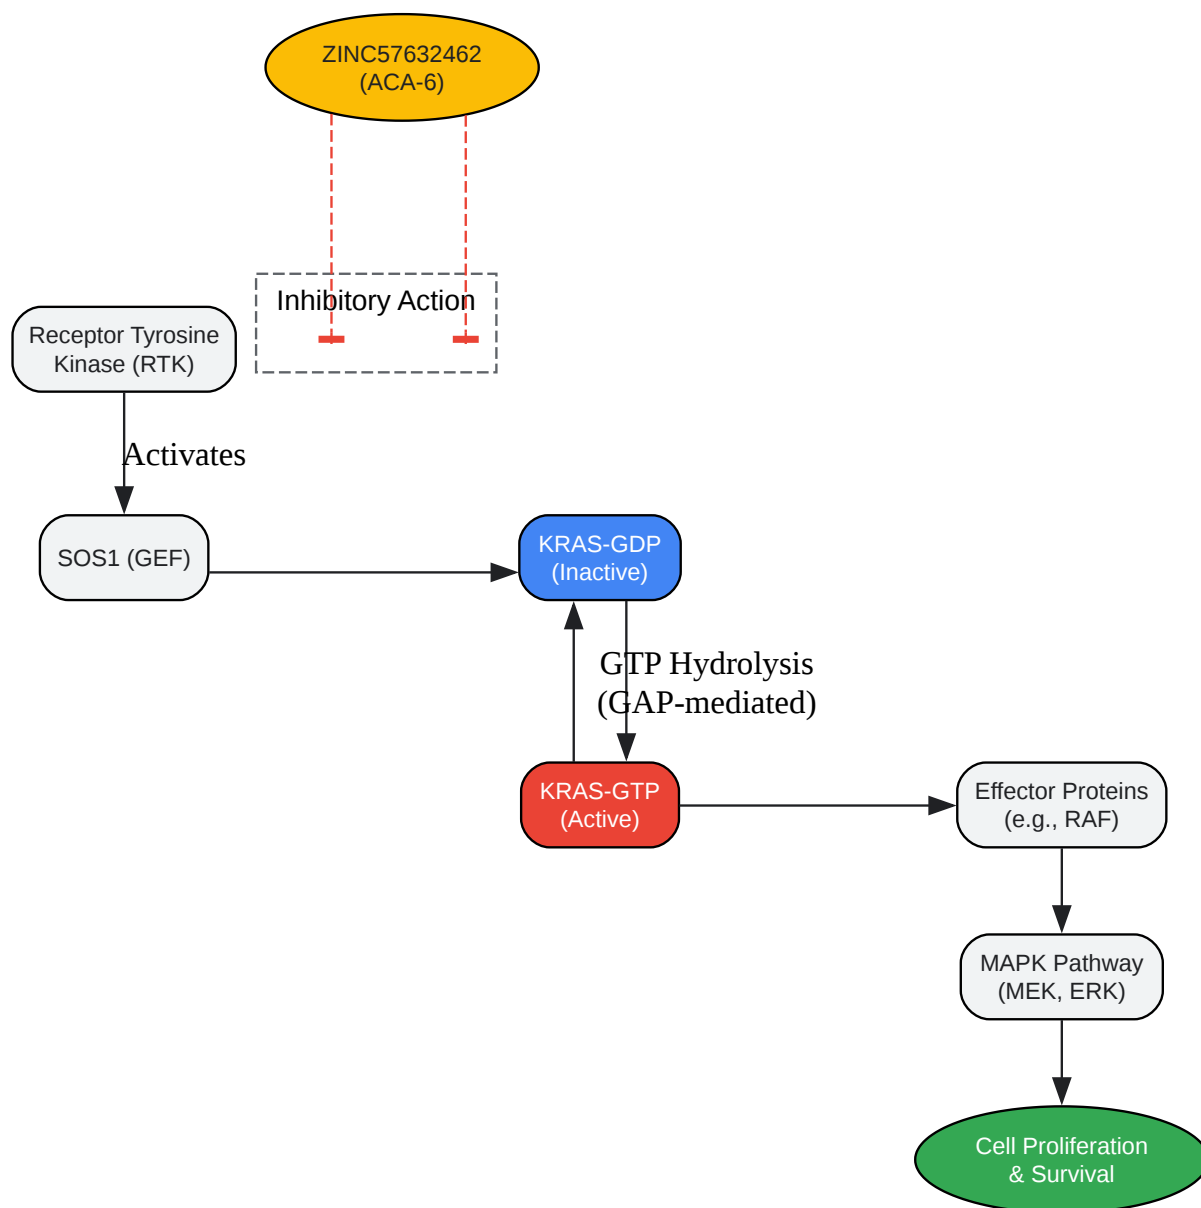 ZINC57632462
(ACA-6)
Inhibitory Action
Receptor Tyrosine
Kinase (RTK)
Activates
SOS1 (GEF)
KRAS-GDP
(Inactive)
GTP Hydrolysis
(GAP-mediated)
KRAS-GTP
(Active)
Effector Proteins
(e.g., RAF)
MAPK Pathway
(MEK, ERK)
Cell Proliferation
& Survival